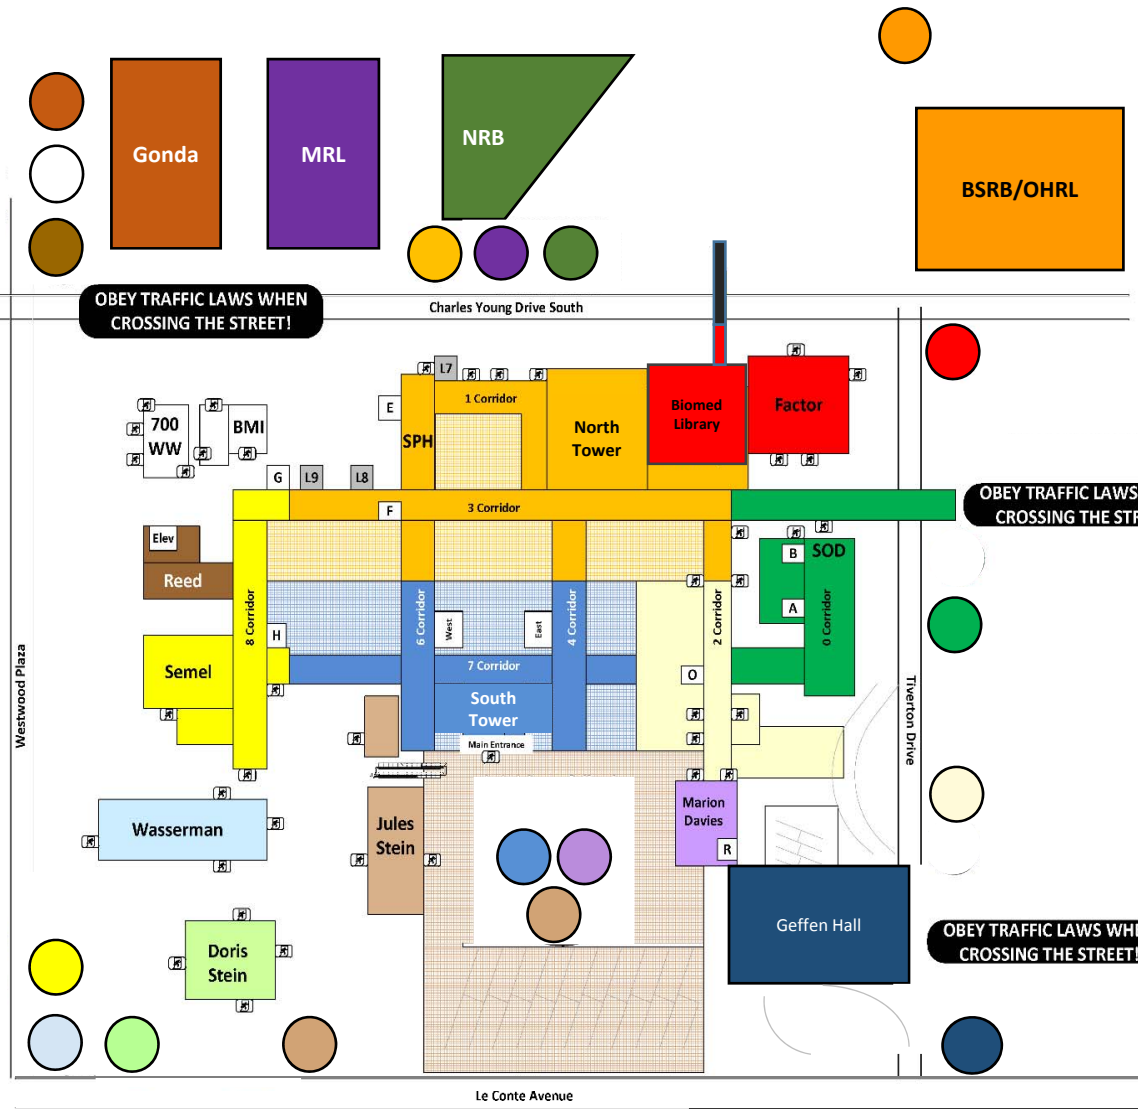 Gonda
MRL
NRB
BSRB/OHRL
OBEY TRAFFIC LAWS WHEN
CROSSING THE STREET!
Charles Young Drive South
L7
1 Corridor
E
SPH
North
Tower
Biomed
Library
Factor
700
WW
BMI
G
L9
L8
F
3 Corridor
OBEY TRAFFIC LAWS
CROSSING THE STR
Elev
Reed
8 Corridor
H
6 Corridor
West
East
4 Corridor
2 Corridor
B
SOD
A
0 Corridor
Semel
7 Corridor
O
South
Tower
Main Entrance
Westwood Plaza
Tiverton Drive
Wasserman
Jules
Stein
Marion
Davies
R
Geffen Hall
OBEY TRAFFIC LAWS WHE
CROSSING THE STREET!
Doris
Stein
Le Conte Avenue